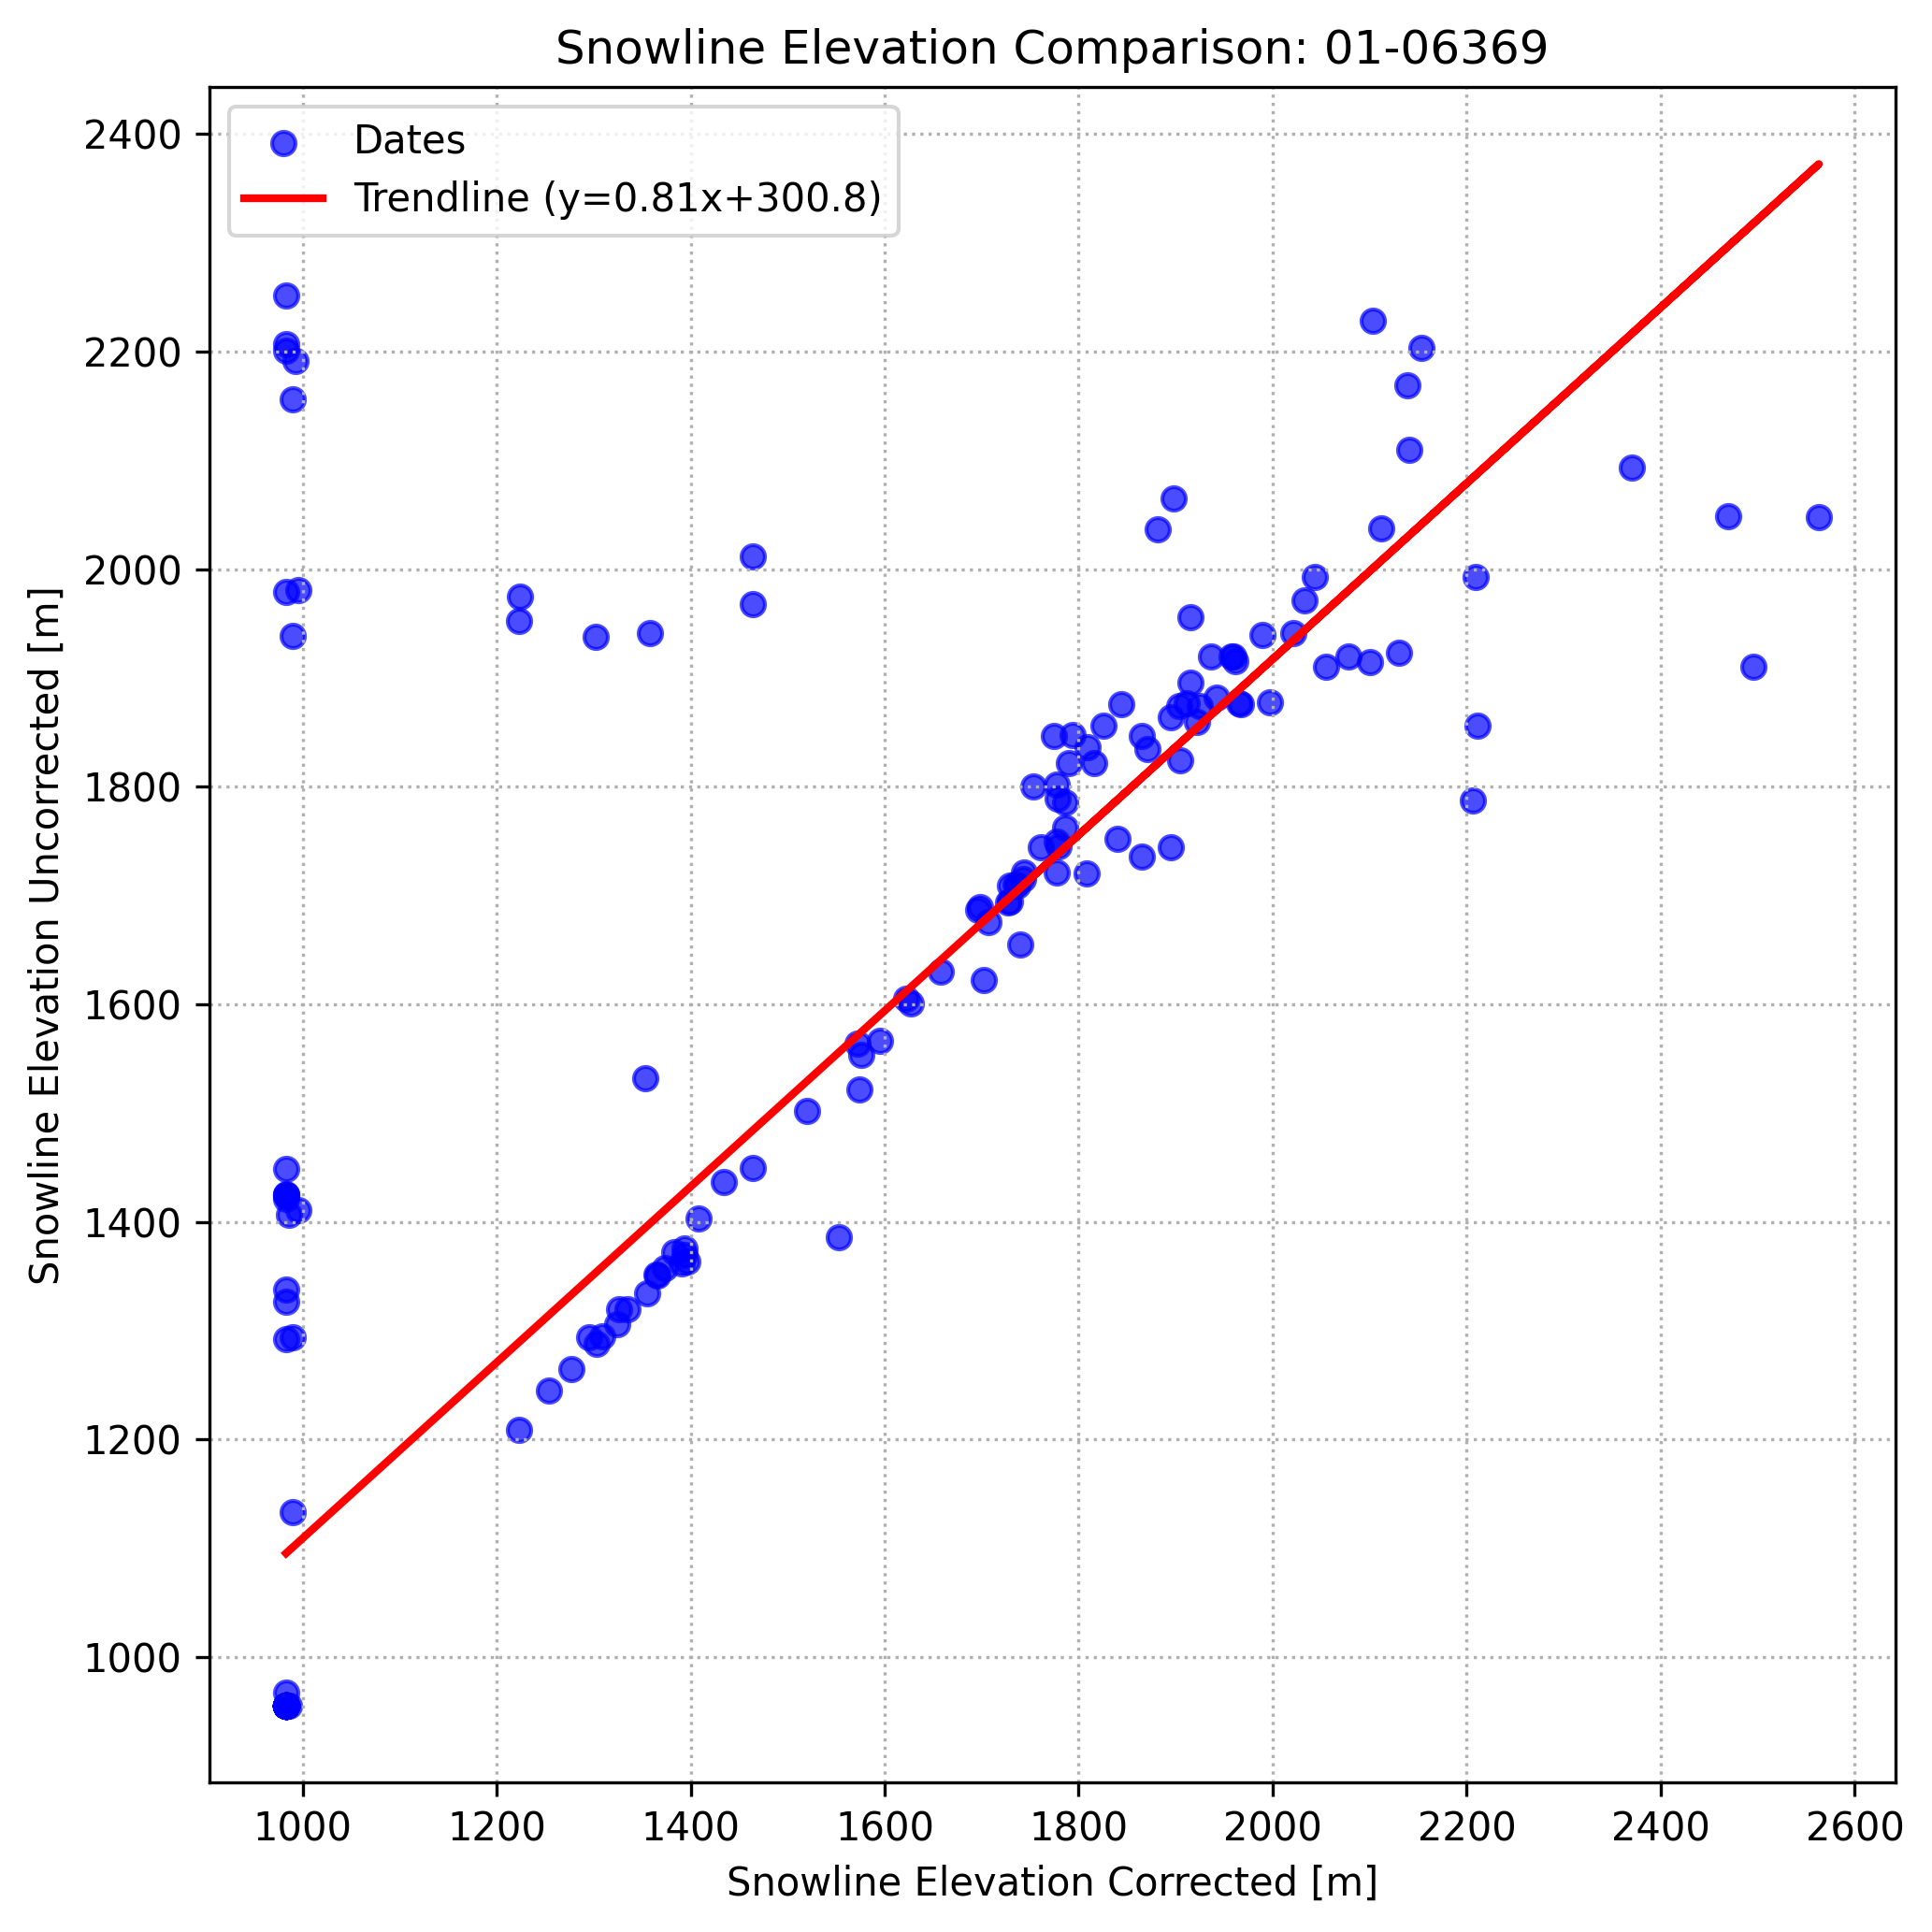 Snowline Elevation Comparison: 01-06369
Dates
Trendline (y=0.81x+300.8)
Snowline Elevation Uncorrected [m]
2400
2200
2000
1800
1600
1400
1200
1000
1000 1200 1400 1600 1800 2000 2200 2400 2600
Snowline Elevation Corrected [m]